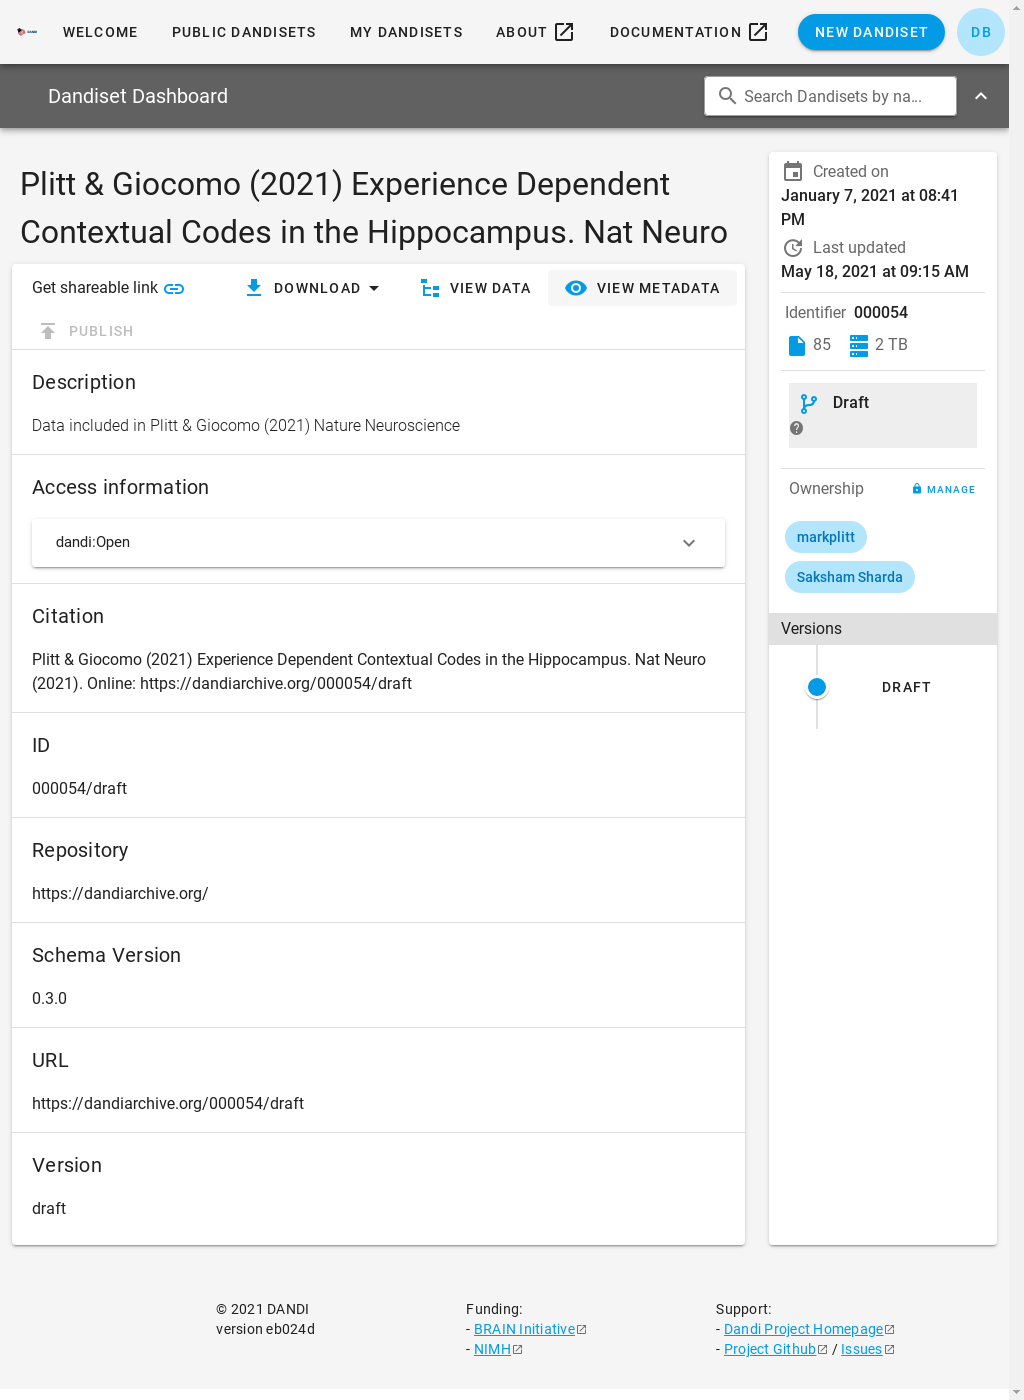 WELCOME PUBLIC DANDISETS MY DANDISETS ABOUT DOCUMENTATION NEW DANDISET DB
Dandiset Dashboard Search Dandisets by na...
Plitt & Giocomo (2021) Experience Dependent
Contextual Codes in the Hippocampus. Nat Neuro
Get shareable link DOWNLOAD VIEW DATA VIEW METADATA
PUBLISH
Description
Data included in Plitt & Giocomo (2021) Nature Neuroscience
Access information
dandi:Open
Citation
Plitt & Giocomo (2021) Experience Dependent Contextual Codes in the Hippocampus. Nat Neuro
(2021). Online: https://dandiarchive.org/000054/draft
ID
000054/draft
Repository
https://dandiarchive.org/
Schema Version
0.3.0
URL
https://dandiarchive.org/000054/draft
Version
draft
Created on
January 7, 2021 at 08:41
PM
Last updated
May 18, 2021 at 09:15 AM
Identifier 000054
85 2 TB
Draft
Ownership MANAGE
markplitt
Saksham Sharda
Versions
DRAFT
© 2021 DANDI
version eb024d
Funding:
- BRAIN Initiative
- NIMH
Support:
- Dandi Project Homepage
- Project Github / Issues